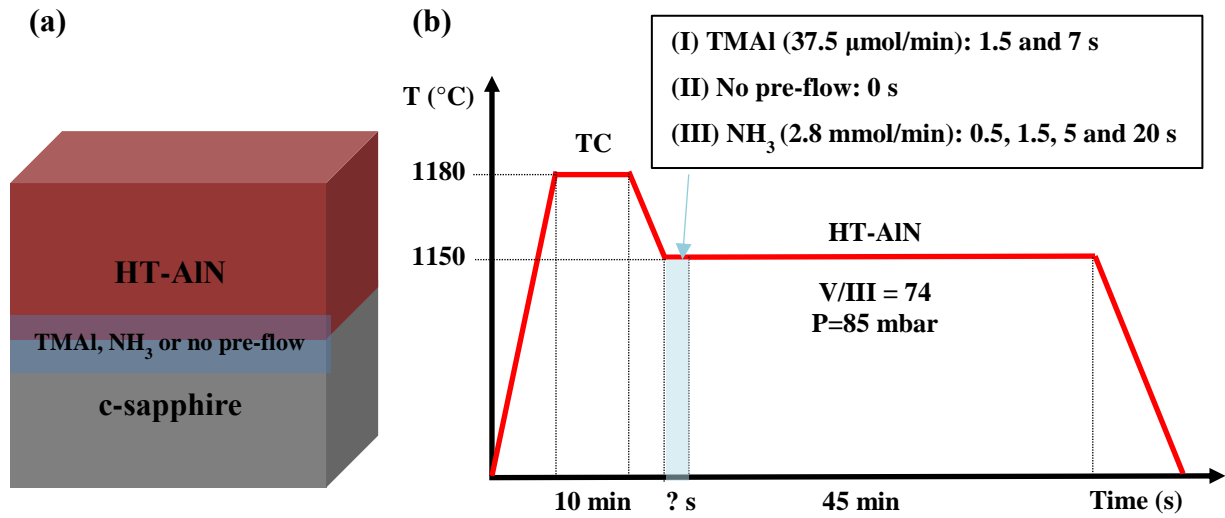 (a)
HT-AlN
TMAl, NH₃ or no pre-flow
c-sapphire
(b)
(I) TMAl (37.5 µmol/min): 1.5 and 7 s
(II) No pre-flow: 0 s
(III) NH₃ (2.8 mmol/min): 0.5, 1.5, 5 and 20 s
T (°C)
TC
1180
1150
HT-AlN
V/III = 74
P=85 mbar
10 min
? s
45 min
Time (s)